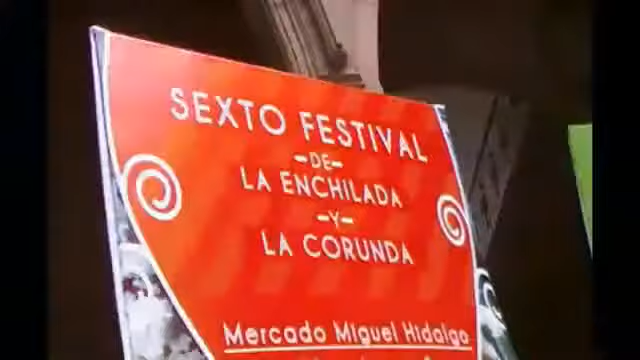 SEXTO FESTIVAL
-DE-
LA ENCHILADA
-Y-
LA CORUNDA
Mercado Miguel Hidalgo